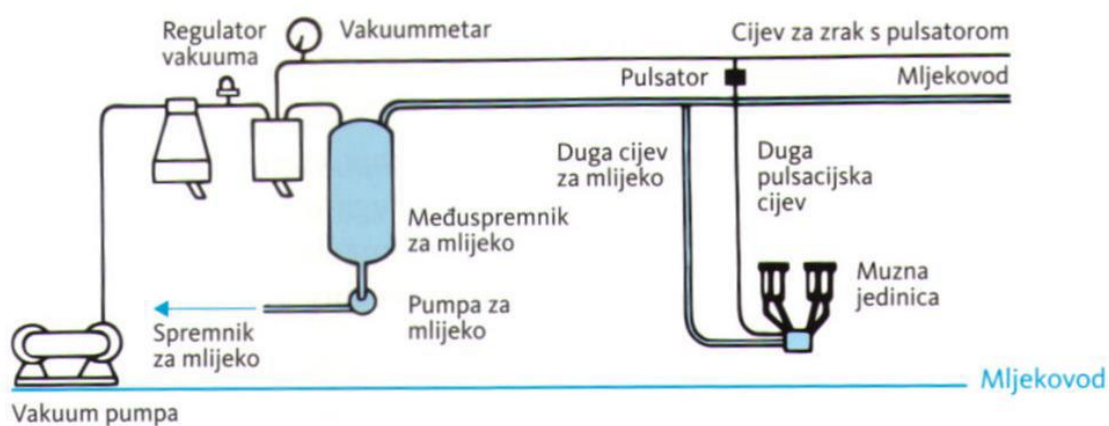 Regulator
vakuuma
Vakuummetar
Cijev za zrak s pulsatorom
Pulsator
Mljekovod
Duga cijev
za mlijeko
Duga
pulsacijska
cijev
Međuspremnik
za mlijeko
Muzna
jedinica
Pumpa za
mlijeko
Spremnik
za mlijeko
Mljekovod
Vakuum pumpa